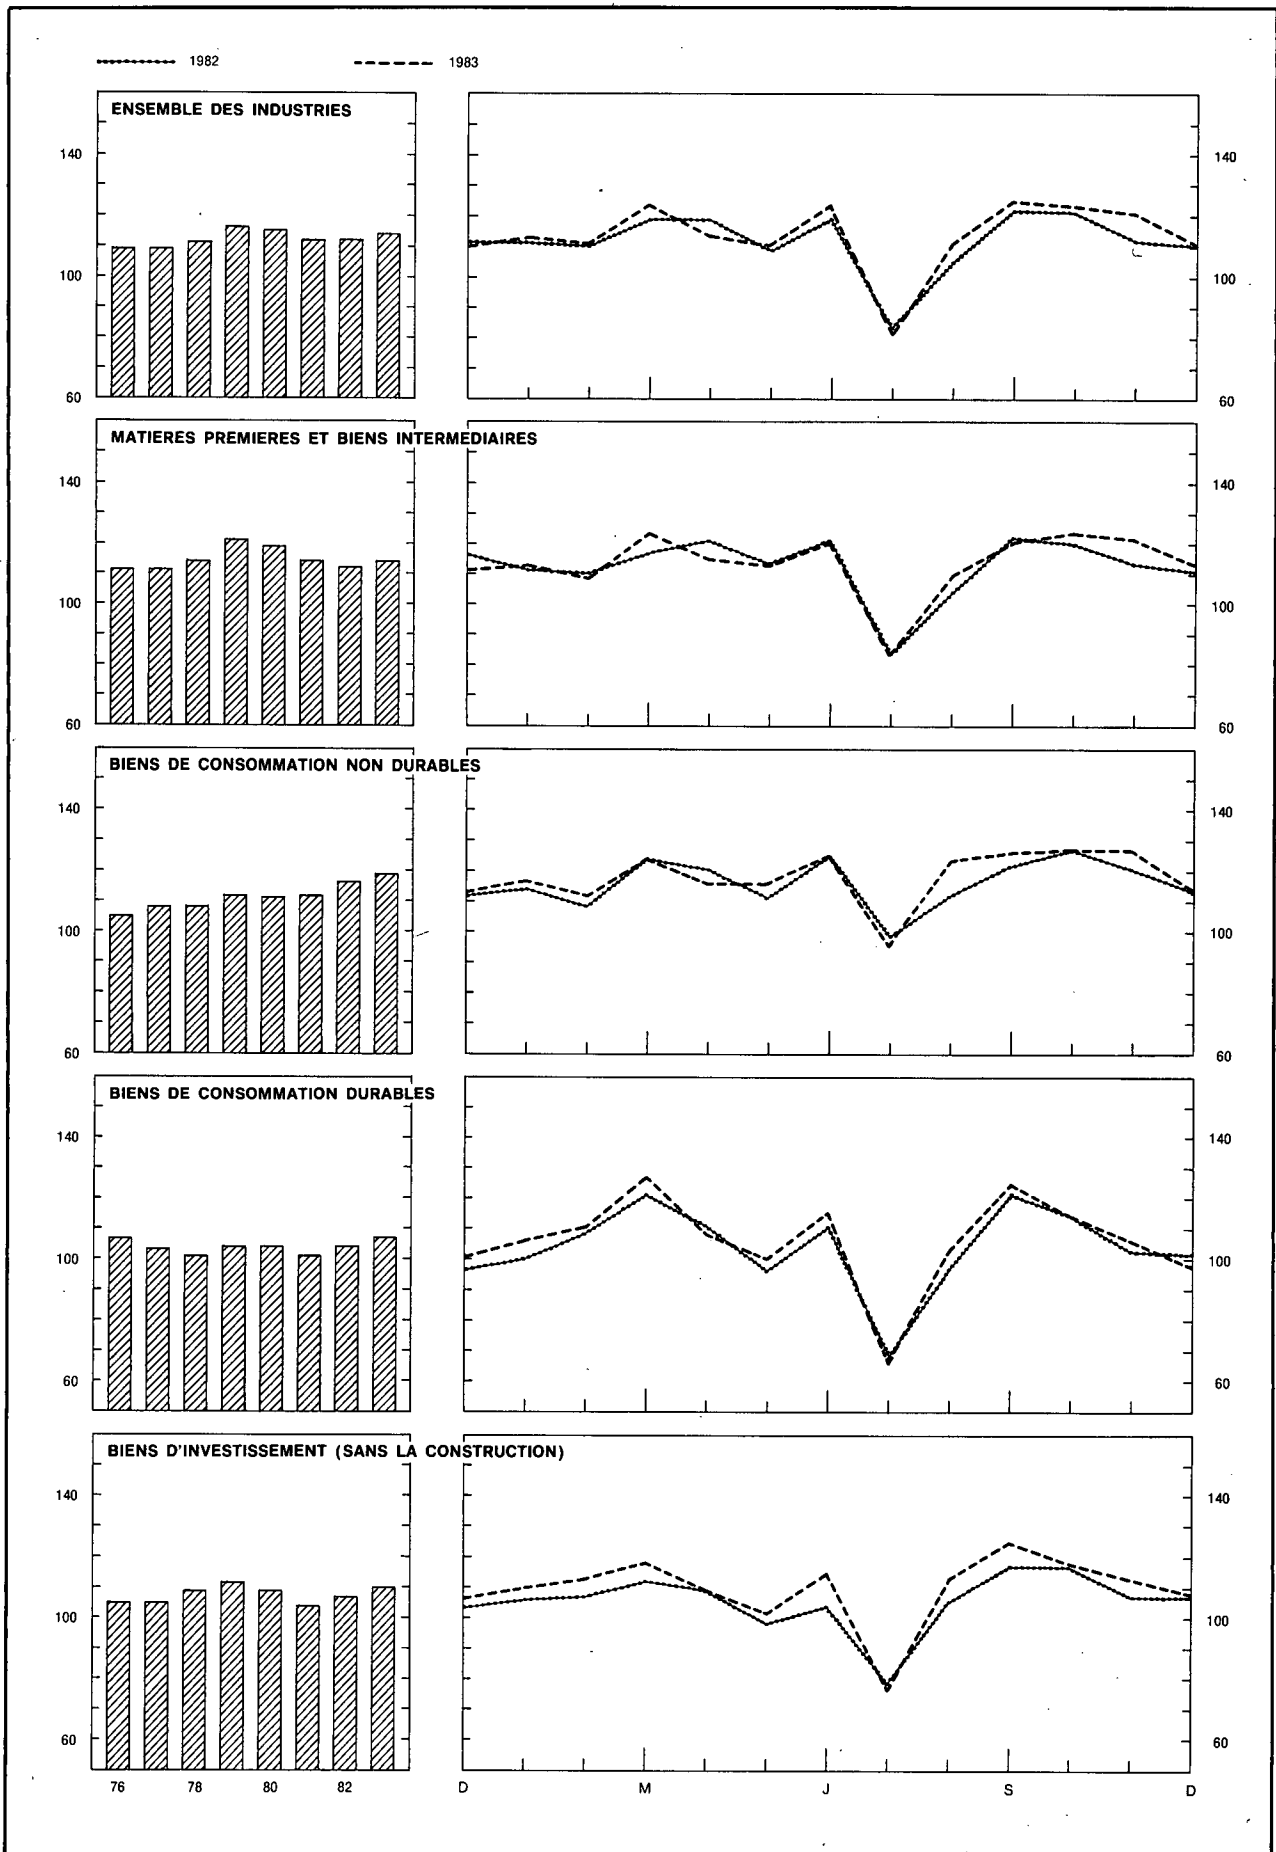 1982 1983
ENSEMBLE DES INDUSTRIES
140 140
100 100
60 60
MATIERES PREMIERES ET BIENS INTERMEDIAIRES
140 140
100 100
60 60
BIENS DE CONSOMMATION NON DURABLES
140 140
100 100
60 60
BIENS DE CONSOMMATION DURABLES
140 140
100 100
60 60
BIENS D'INVESTISSEMENT (SANS LA CONSTRUCTION)
140 140
100 100
60 60
76 78 80 82 D M J S D